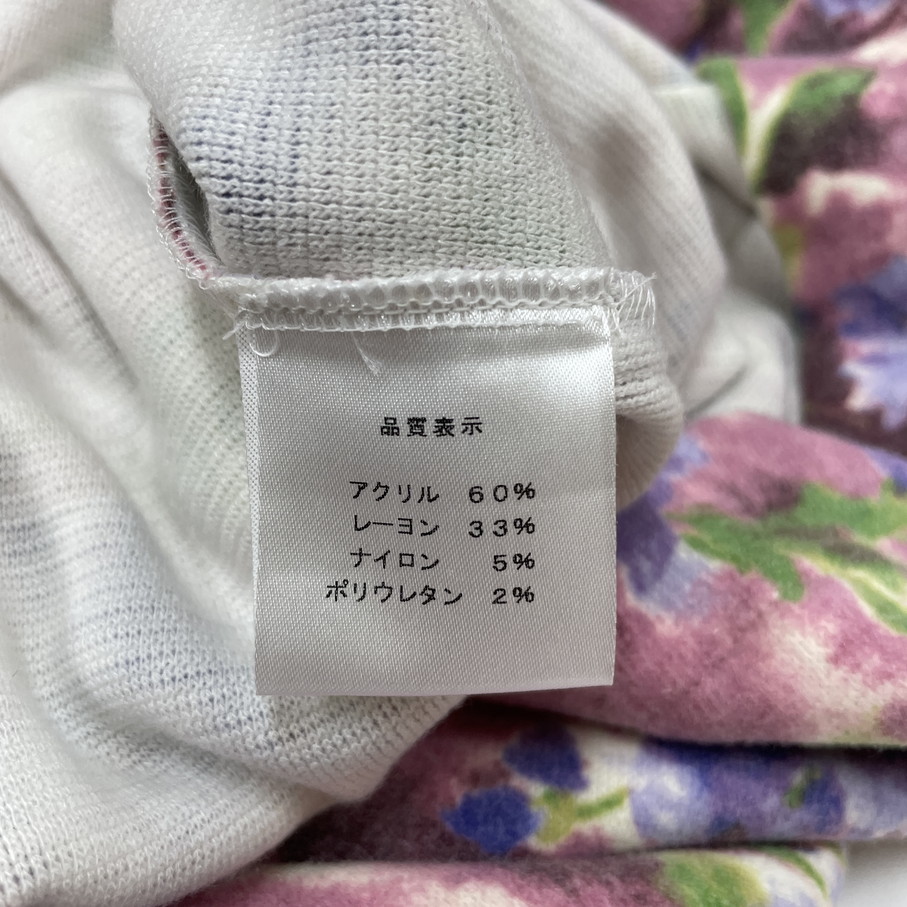 品質表示
アクリル 60%
レーヨン 33%
ナイロン 5%
ポリウレタン 2%